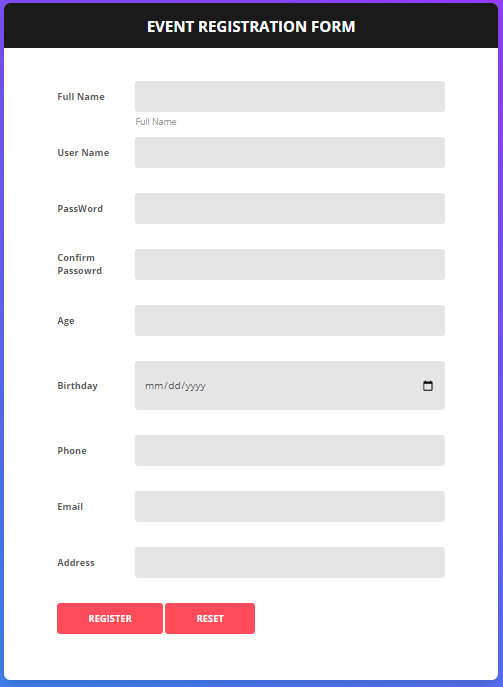 EVENT REGISTRATION FORM
Full Name
Full Name
User Name
PassWord
Confirm
Passowrd
Age
Birthday
mm/dd/yyyy
Phone
Email
Address
REGISTER
RESET